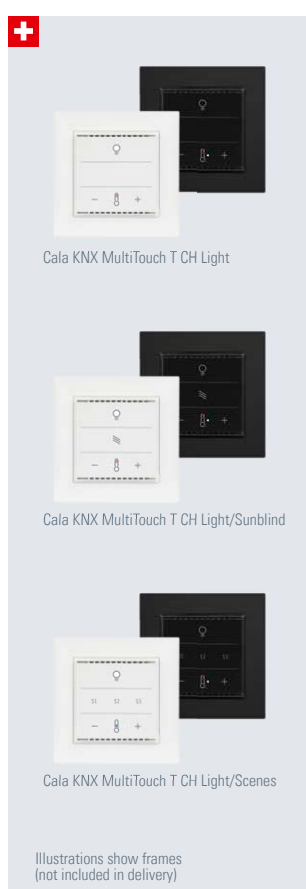 Cala KNX MultiTouch T CH Light
Cala KNX MultiTouch T CH Light/Sunblind
S1 S2 S3
S1 S2 S3
Cala KNX MultiTouch T CH Light/Scenes
Illustrations show frames
(not included in delivery)